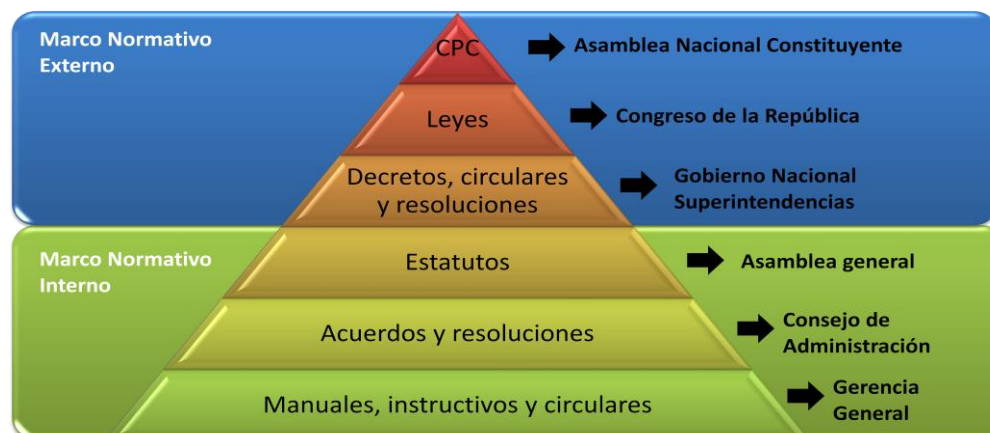 Marco Normativo
Externo
CPC
Asamblea Nacional Constituyente
Leyes
Congreso de la República
Decretos, circulares
y resoluciones
Gobierno Nacional
Superintendencias
Marco Normativo
Interno
Estatutos
Asamblea general
Acuerdos y resoluciones
Consejo de
Administración
Manuales, instructivos y circulares
Gerencia
General